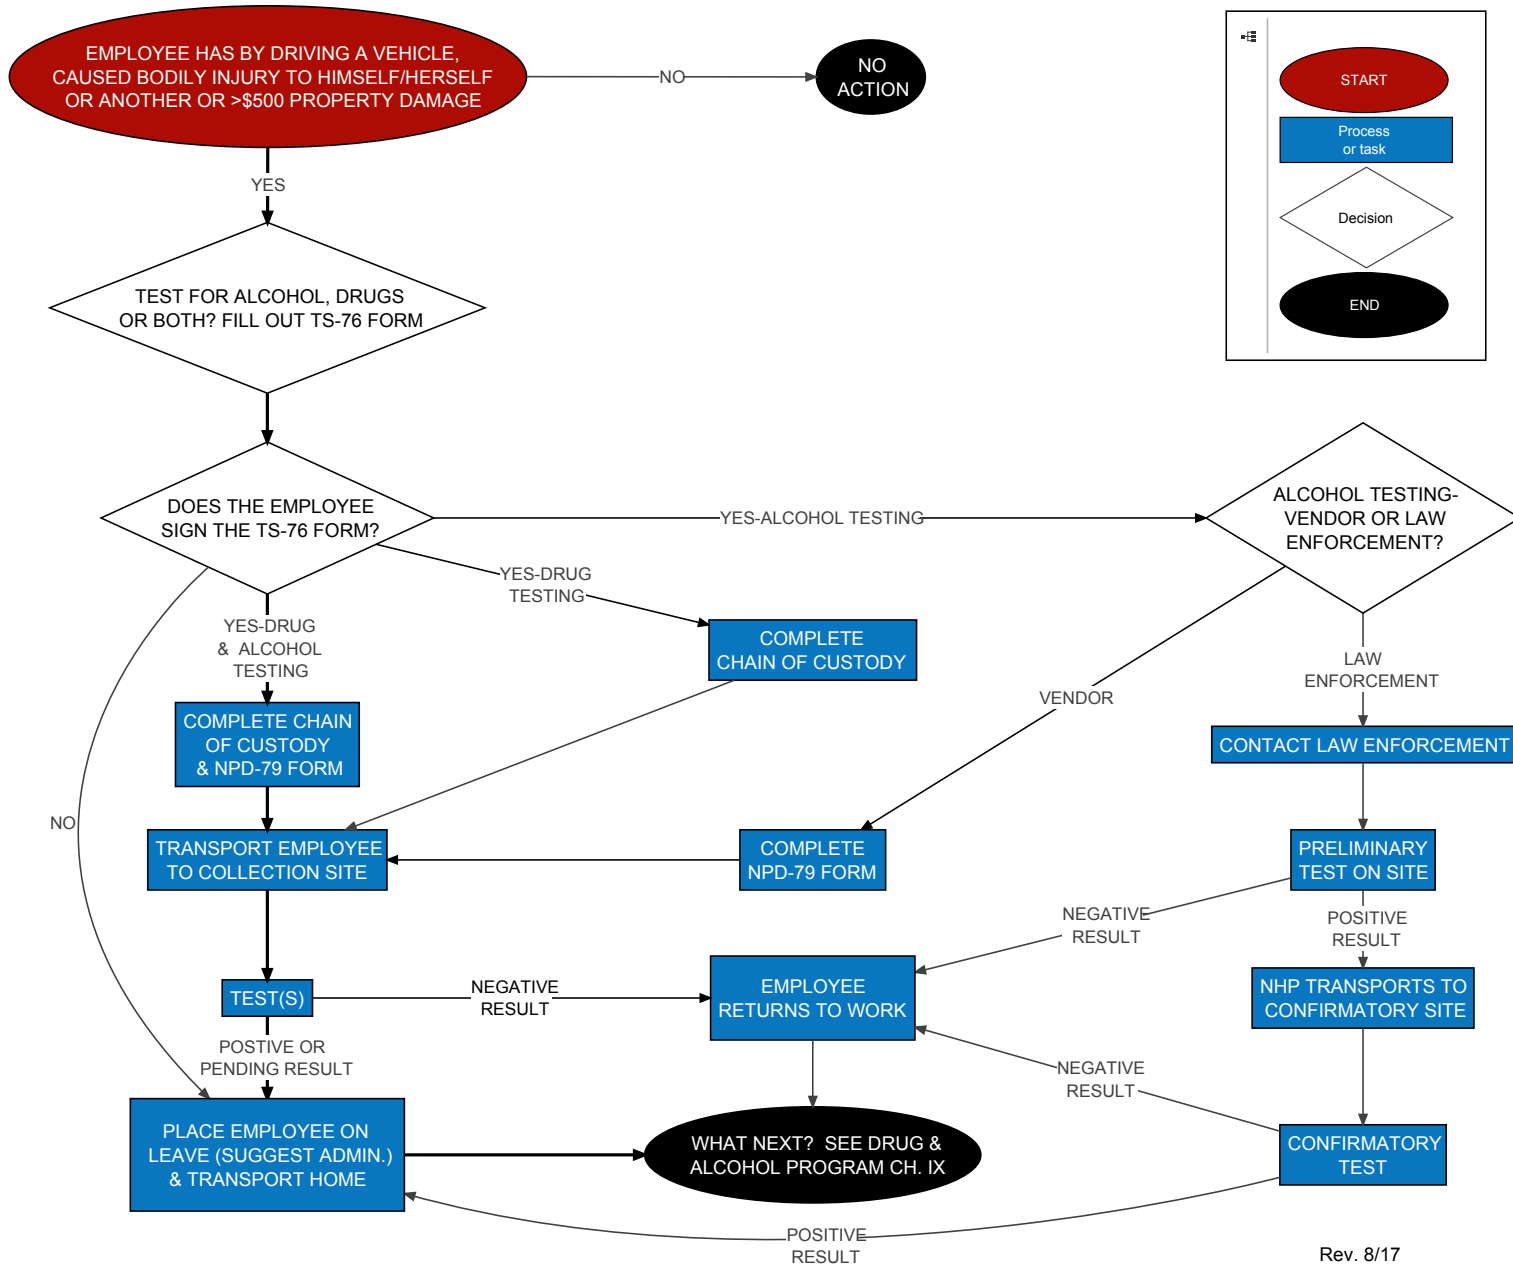 EMPLOYEE HAS BY DRIVING A VEHICLE,
CAUSED BODILY INJURY TO HIMSELF/HERSELF
OR ANOTHER OR >$500 PROPERTY DAMAGE
NO
NO
ACTION
START
Process
or task
Decision
END
YES
TEST FOR ALCOHOL, DRUGS
OR BOTH? FILL OUT TS-76 FORM
DOES THE EMPLOYEE
SIGN THE TS-76 FORM?
YES-ALCOHOL TESTING
ALCOHOL TESTING-
VENDOR OR LAW
ENFORCEMENT?
YES-DRUG
TESTING
YES-DRUG
& ALCOHOL
TESTING
COMPLETE
CHAIN OF CUSTODY
LAW
ENFORCEMENT
VENDOR
COMPLETE CHAIN
OF CUSTODY
& NPD-79 FORM
CONTACT LAW ENFORCEMENT
NO
TRANSPORT EMPLOYEE
TO COLLECTION SITE
COMPLETE
NPD-79 FORM
PRELIMINARY
TEST ON SITE
NEGATIVE
RESULT
POSITIVE
RESULT
TEST(S)
NEGATIVE
RESULT
EMPLOYEE
RETURNS TO WORK
NHP TRANSPORTS TO
CONFIRMATORY SITE
POSTIVE OR
PENDING RESULT
NEGATIVE
RESULT
PLACE EMPLOYEE ON
LEAVE (SUGGEST ADMIN.)
& TRANSPORT HOME
WHAT NEXT? SEE DRUG &
ALCOHOL PROGRAM CH. IX
CONFIRMATORY
TEST
POSITIVE
RESULT
Rev. 8/17